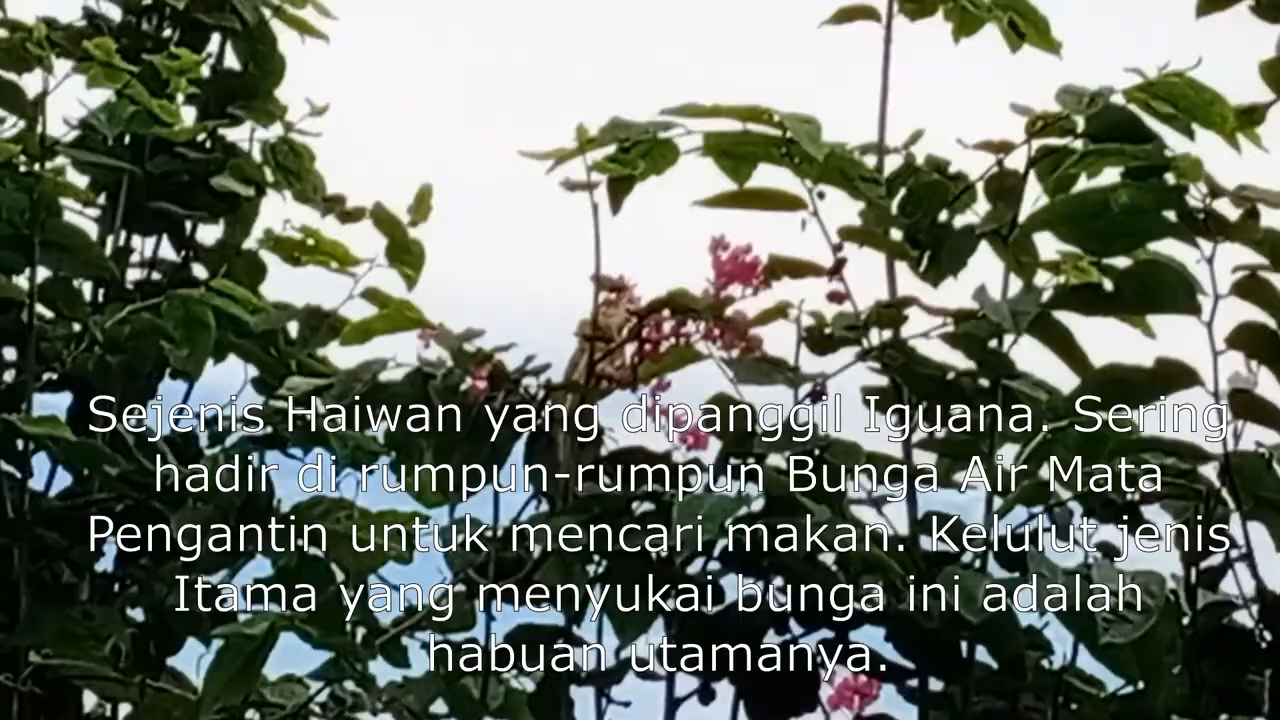 Sejenis Haiwan yang dipanggil Iguana. Sering
hadir di rumpun-rumpun Bunga Air Mata
Pengantin untuk mencari makan. Kelulut jenis
Itama yang menyukai bunga ini adalah
habuan utamanya.